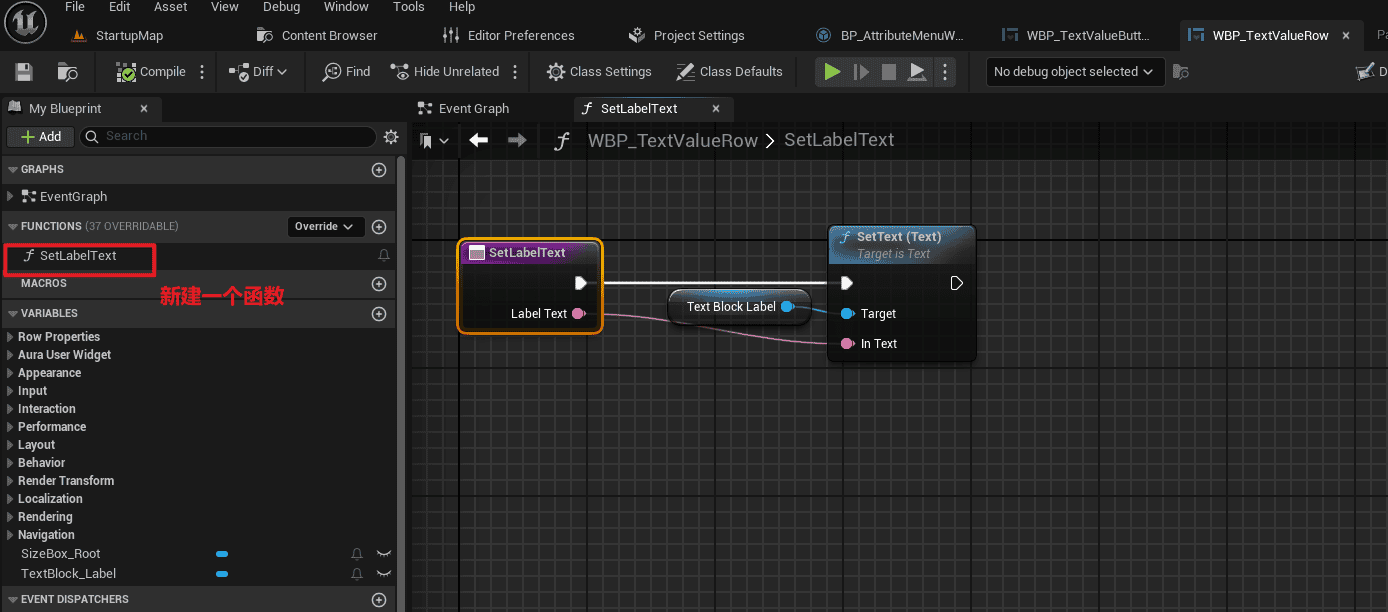 File Edit Asset View Debug Window Tools Help
StartupMap Content Browser Editor Preferences Project Settings BP_AttributeMenuW... WBP_TextValueButt... WBP_TextValueRow Pa
Compile Diff Find Hide Unrelated Class Settings Class Defaults No debug object selected D
My Blueprint Event Graph SetLabelText
Add Search WBP_TextValueRow > SetLabelText
GRAPHS
EventGraph
FUNCTIONS (37 OVERRIDABLE) Override
SetLabelText
MACROS
新建一个函数
VARIABLES
Row Properties
Aura User Widget
Appearance
Input
Interaction
Performance
Layout
Behavior
Render Transform
Localization
Rendering
Navigation
SizeBox_Root
TextBlock_Label
EVENT DISPATCHERS
SetLabelText
Label Text
Text Block Label
SetText (Text)
Target is Text
Target
In Text